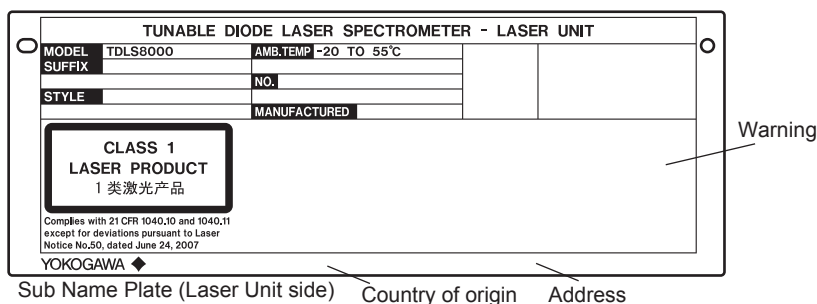 TUNABLE DIODE LASER SPECTROMETER - LASER UNIT
MODEL TDLS8000 AMB.TEMP -20 TO 55°C
SUFFIX
NO.
STYLE
MANUFACTURED
Warning
CLASS 1
LASER PRODUCT
1 类激光产品
Complies with 21 CFR 1040.10 and 1040.11
except for deviations pursuant to Laser
Notice No.50, dated June 24, 2007
YOKOGAWA ◆
Sub Name Plate (Laser Unit side) Country of origin Address